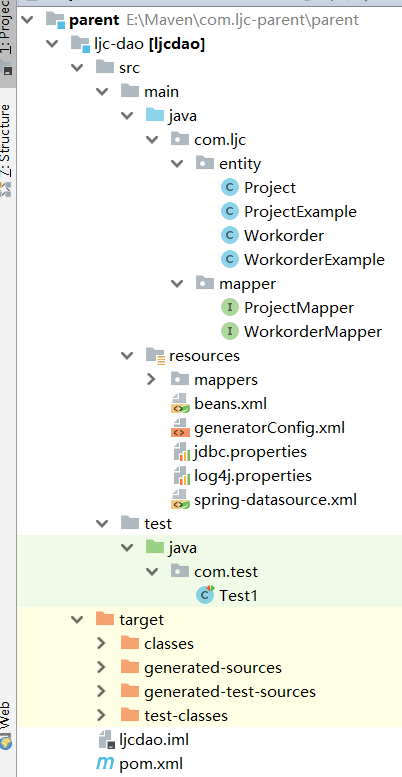 1: Project
parent E:\Maven\com.ljc-parent\parent
ljc-dao [ljcdao]
src
main
java
com.ljc
entity
Project
ProjectExample
Workorder
WorkorderExample
mapper
ProjectMapper
WorkorderMapper
resources
mappers
beans.xml
generatorConfig.xml
jdbc.properties
log4j.properties
spring-datasource.xml
test
java
com.test
Test1
target
classes
generated-sources
generated-test-sources
test-classes
ljcdao.iml
pom.xml
7: Structure
Web